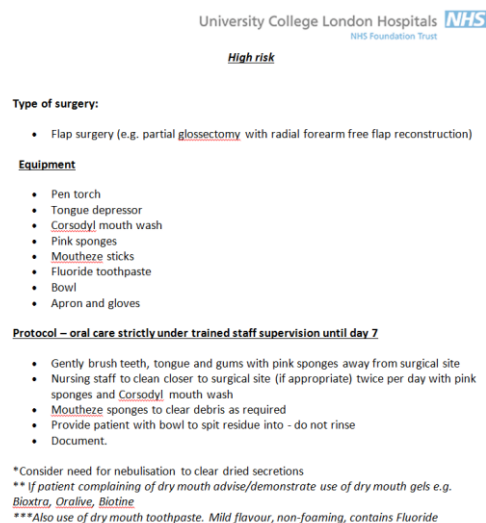 University College London Hospitals NHS
NHS Foundation Trust
High risk
Type of surgery:
• Flap surgery (e.g. partial glossectomy with radial forearm free flap reconstruction)
Equipment
• Pen torch
• Tongue depressor
• Corsodyl mouth wash
• Pink sponges
• Moutheze sticks
• Fluoride toothpaste
• Bowl
• Apron and gloves
Protocol – oral care strictly under trained staff supervision until day 7
• Gently brush teeth, tongue and gums with pink sponges away from surgical site
• Nursing staff to clean closer to surgical site (if appropriate) twice per day with pink
sponges and Corsodyl mouth wash
• Moutheze sponges to clear debris as required
• Provide patient with bowl to spit residue into - do not rinse
• Document.
*Consider need for nebulisation to clear dried secretions
** If patient complaining of dry mouth advise/demonstrate use of dry mouth gels e.g.
Bioxtra, Oralive, Biotine
***Also use of dry mouth toothpaste. Mild flavour, non-foaming, contains Fluoride